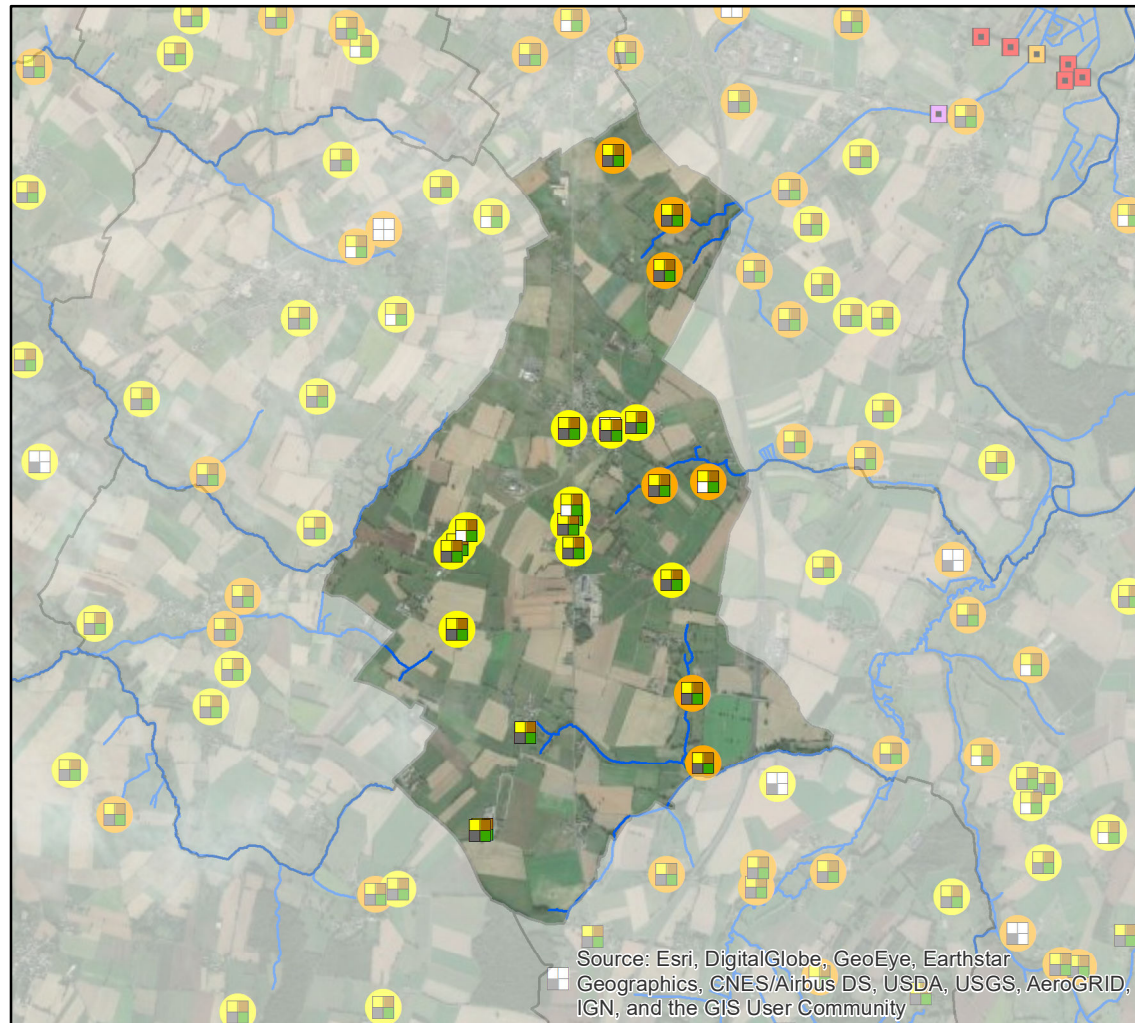 Source: Esri, DigitalGlobe, GeoEye, Earthstar
Geographics, CNES/Airbus DS, USDA, USGS, AeroGRID,
IGN, and the GIS User Community